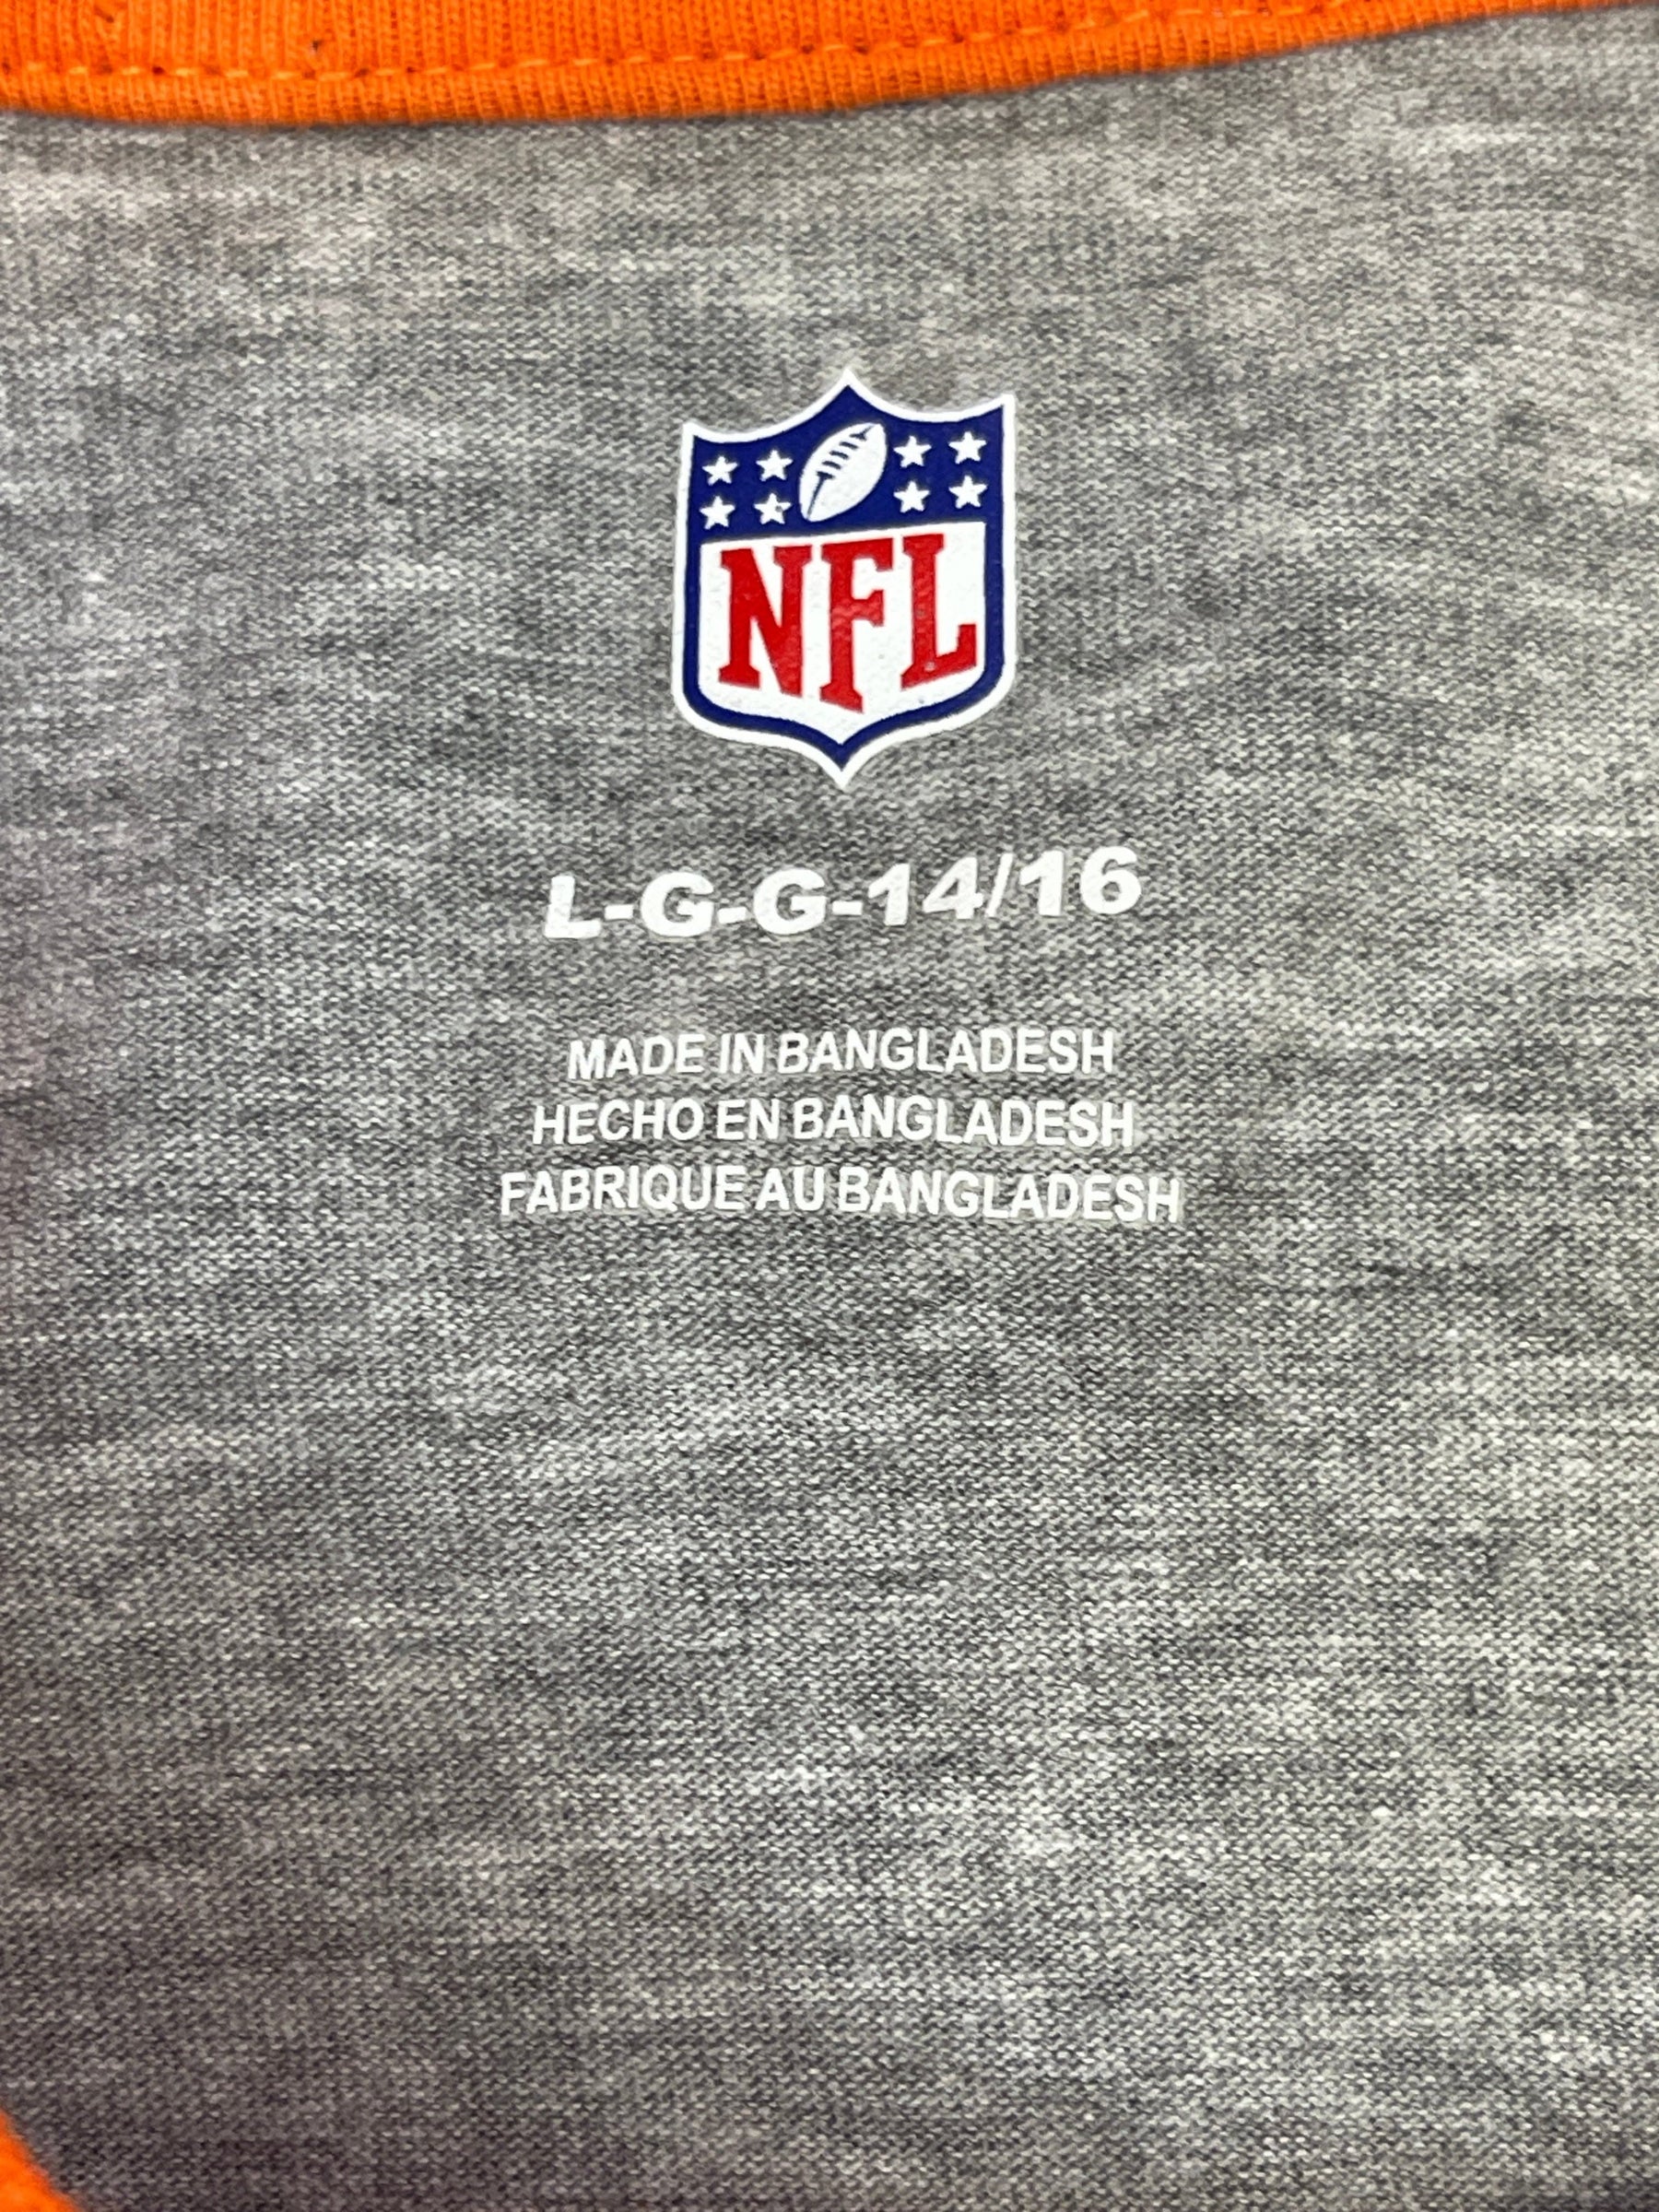 NFL
L-G-G-14/16
MADE IN BANGLADESH
HECHO EN BANGLADESH
FABRIQUE AU BANGLADESH